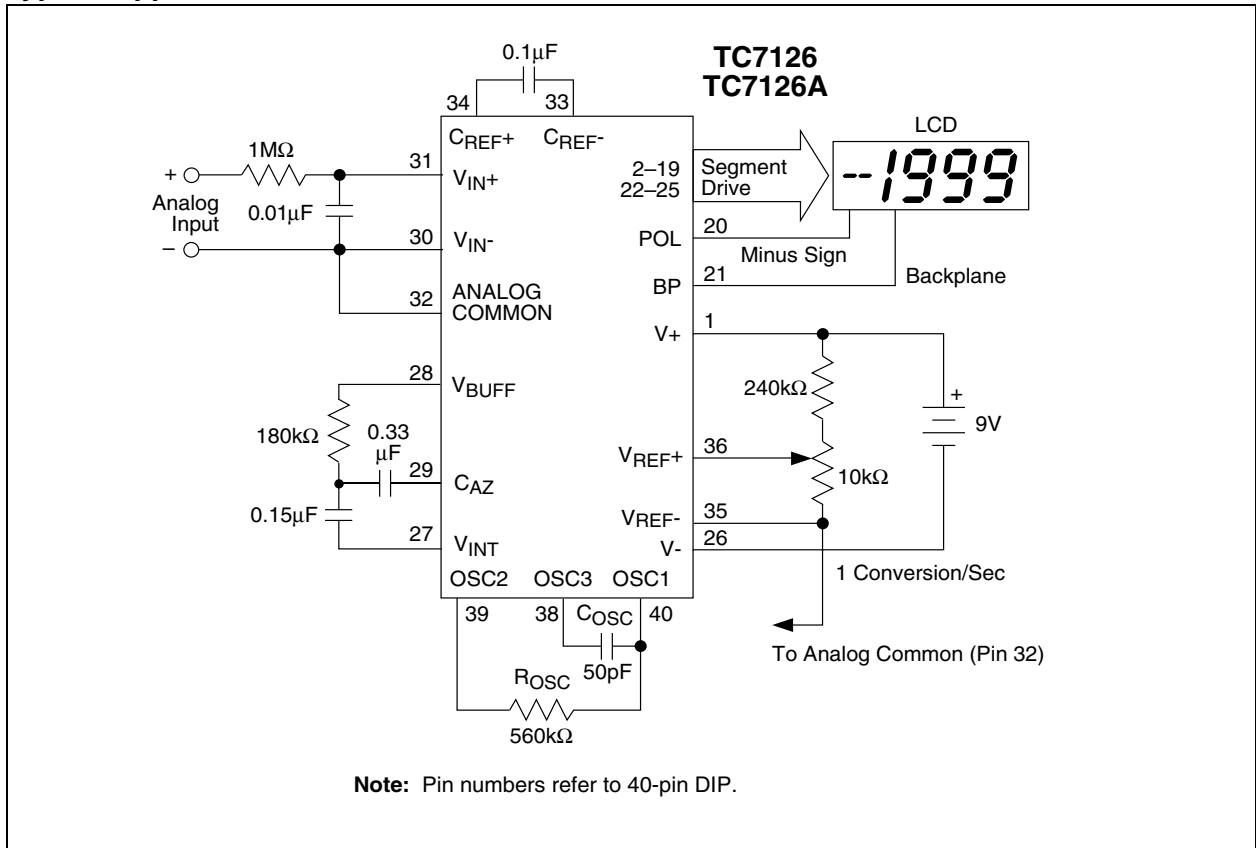 0.1µF
TC7126
TC7126A
34
33
LCD
CREF+
CREF-
1MΩ
31
VIN+
2–19
22–25
Segment
Drive
-1999
+
Analog
Input
0.01µF
–
30
VIN-
POL
20
Minus Sign
BP
21
Backplane
32
ANALOG
COMMON
V+
1
28
VBUFF
240kΩ
+
9V
180kΩ
0.33
µF
VREF+
36
29
CAZ
10kΩ
0.15µF
VREF-
35
27
VINT
V-
26
1 Conversion/Sec
OSC2
OSC3
OSC1
39
38
COSC
40
To Analog Common (Pin 32)
50pF
ROSC
560kΩ
Note: Pin numbers refer to 40-pin DIP.